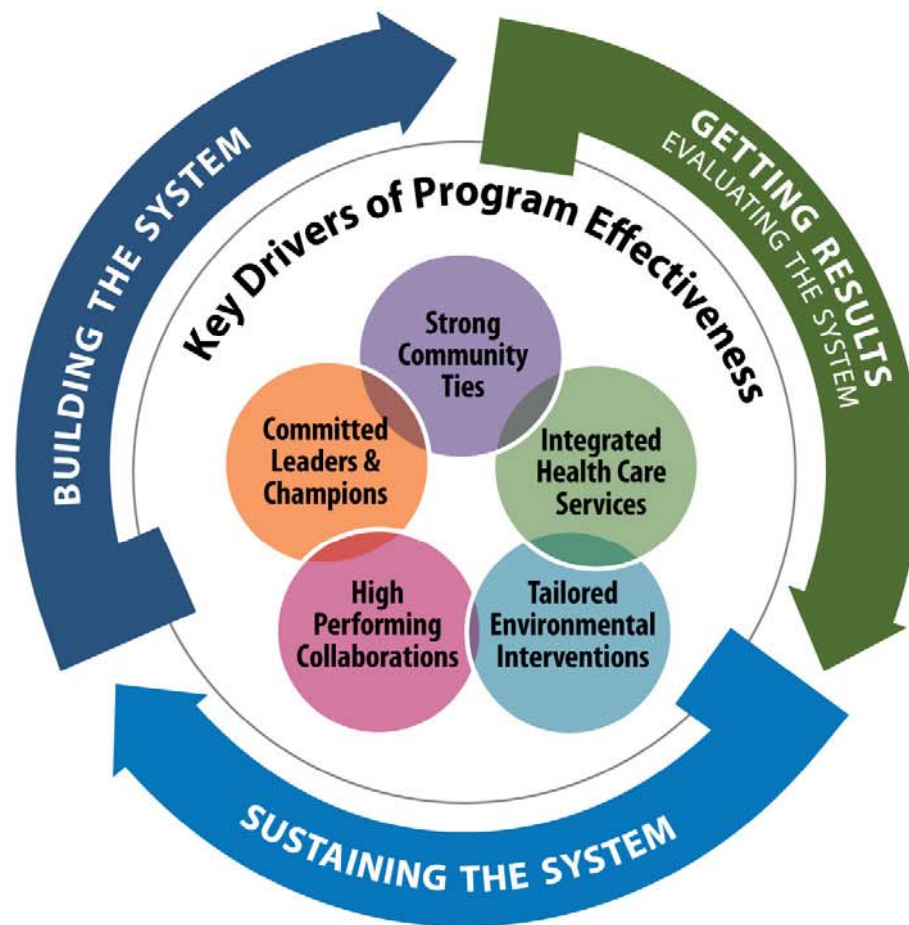 BUILDING THE SYSTEM
GETTING RESULTS
EVALUATING THE SYSTEM
Key Drivers of Program Effectiveness
Strong
Community
Ties
Committed
Leaders &
Champions
Integrated
Health Care
Services
High
Performing
Collaborations
Tailored
Environmental
Interventions
SUSTAINING THE SYSTEM